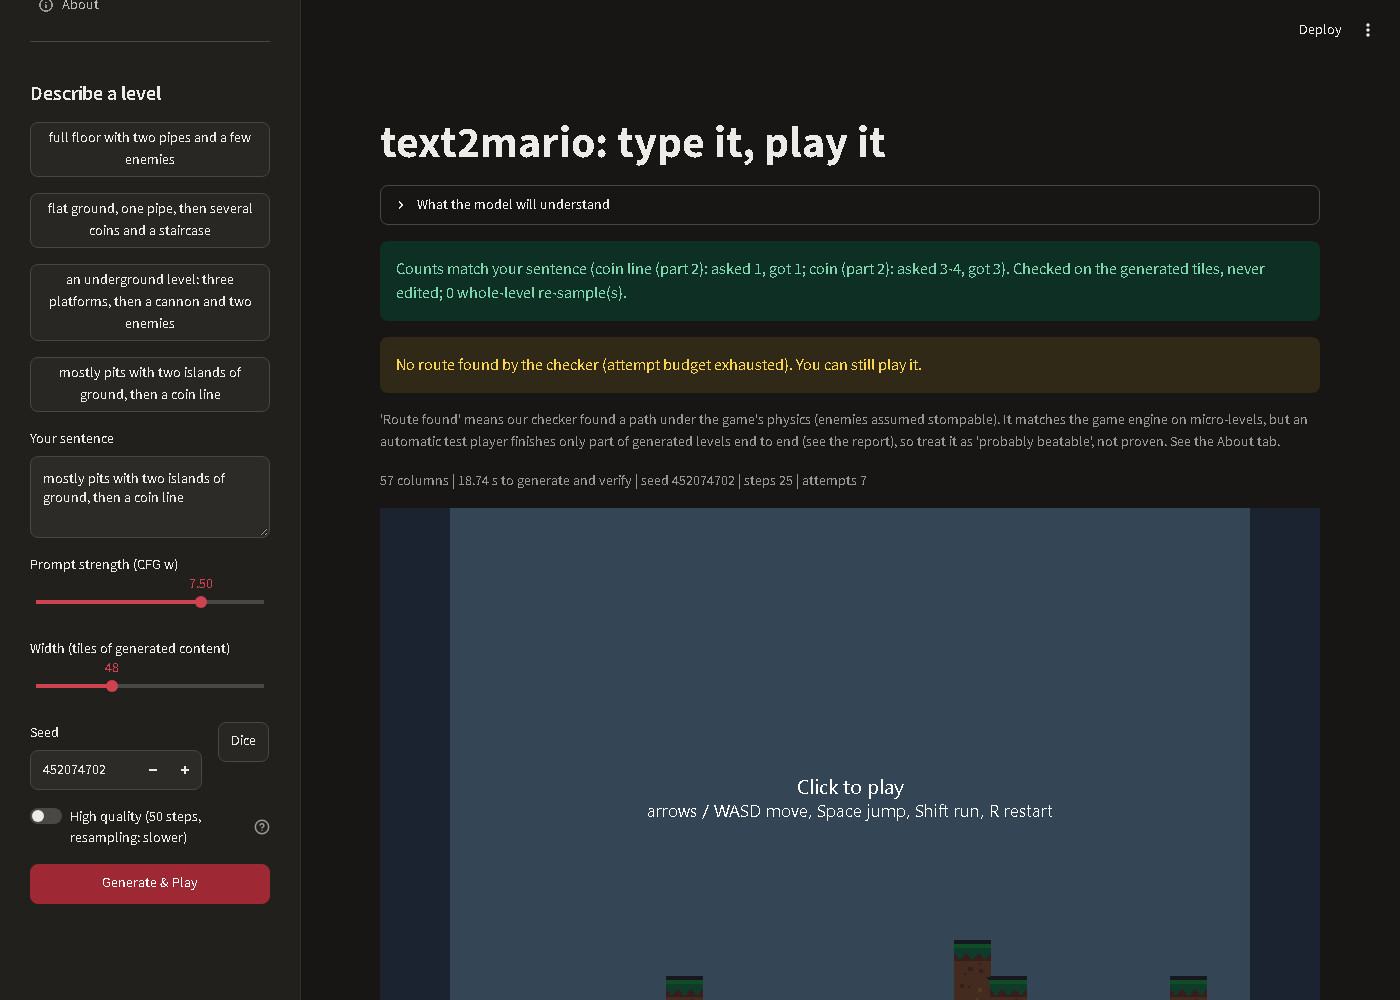 About
Describe a level
full floor with two pipes and a few
enemies
flat ground, one pipe, then several
coins and a staircase
an underground level: three
platforms, then a cannon and two
enemies
mostly pits with two islands of
ground, then a coin line
Your sentence
mostly pits with two islands of
ground, then a coin line
Prompt strength (CFG w)
7.50
Width (tiles of generated content)
48
Seed
Dice
452074702
High quality (50 steps,
resampling: slower)
Generate & Play
Deploy
text2mario: type it, play it
What the model will understand
Counts match your sentence (coin line (part 2): asked 1, got 1; coin (part 2): asked 3-4, got 3). Checked on the generated tiles, never
edited; 0 whole-level re-sample(s).
No route found by the checker (attempt budget exhausted). You can still play it.
'Route found' means our checker found a path under the game's physics (enemies assumed stompable). It matches the game engine on micro-levels, but an
automatic test player finishes only part of generated levels end to end (see the report), so treat it as 'probably beatable', not proven. See the About tab.
57 columns | 18.74 s to generate and verify | seed 452074702 | steps 25 | attempts 7
Click to play
arrows / WASD move, Space jump, Shift run, R restart